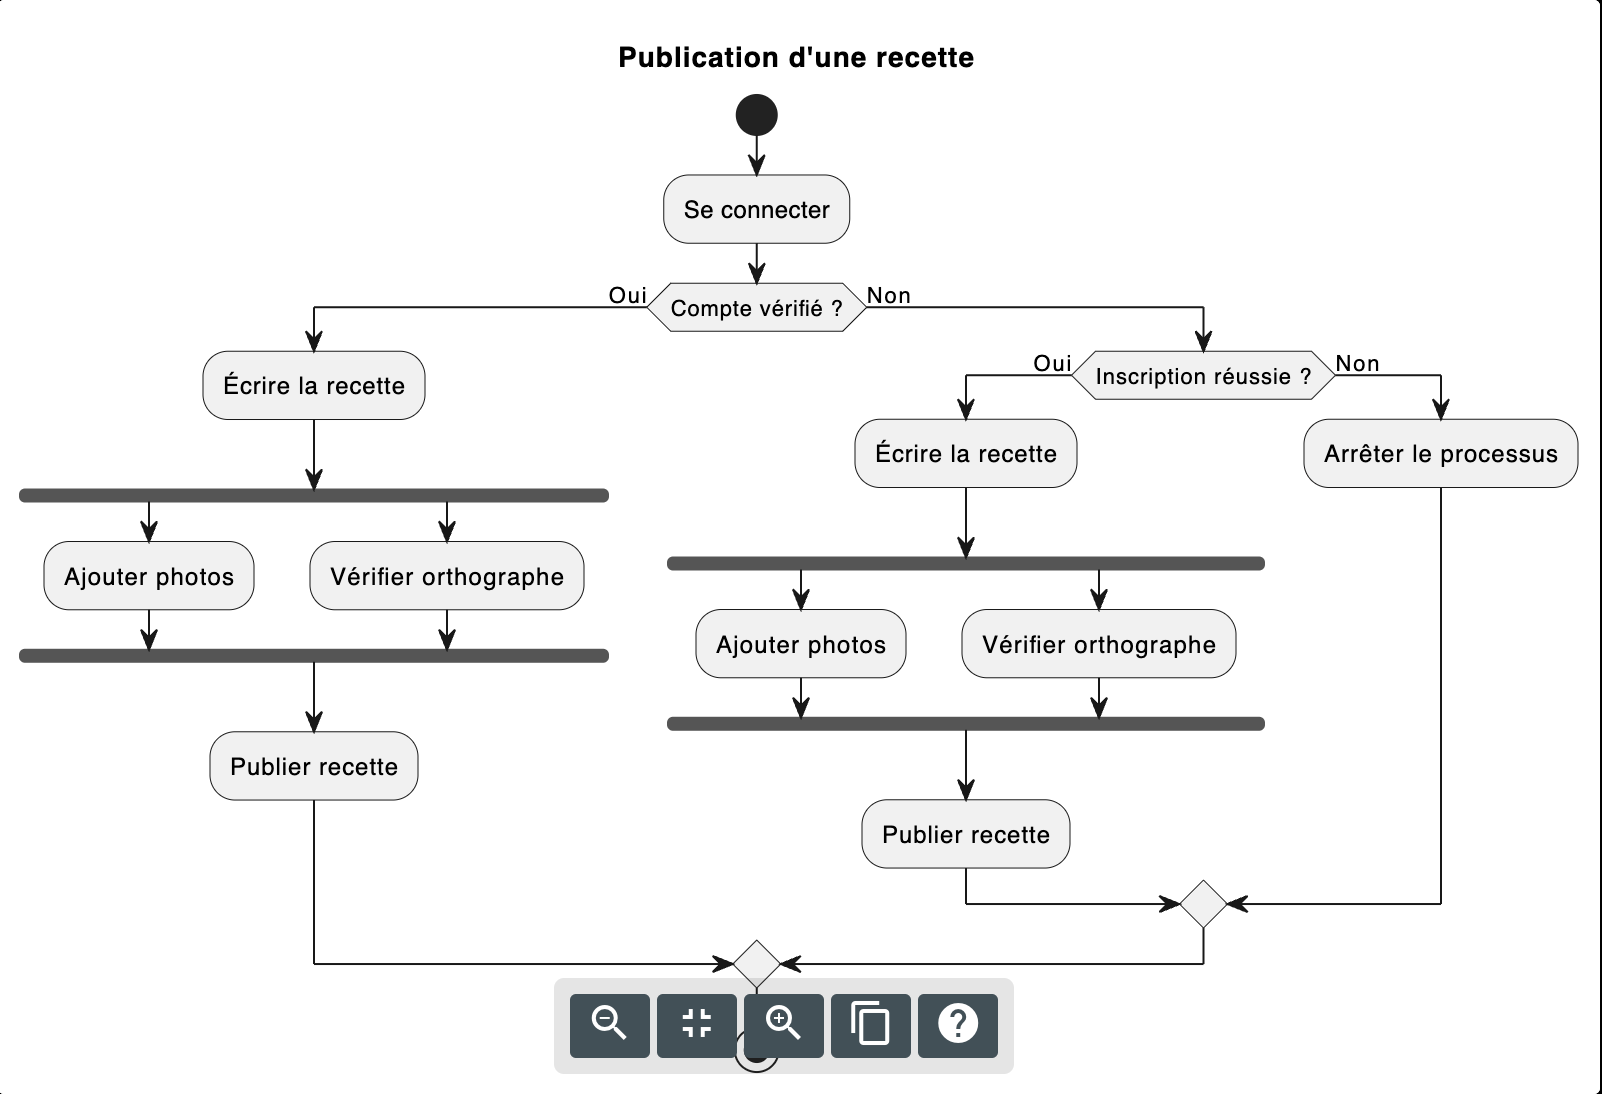 Publication d'une recette
Se connecter
Oui
Compte vérifié ?
Non
Écrire la recette
Oui
Inscription réussie ?
Non
Écrire la recette
Arrêter le processus
Ajouter photos
Vérifier orthographe
Ajouter photos
Vérifier orthographe
Publier recette
Publier recette
?